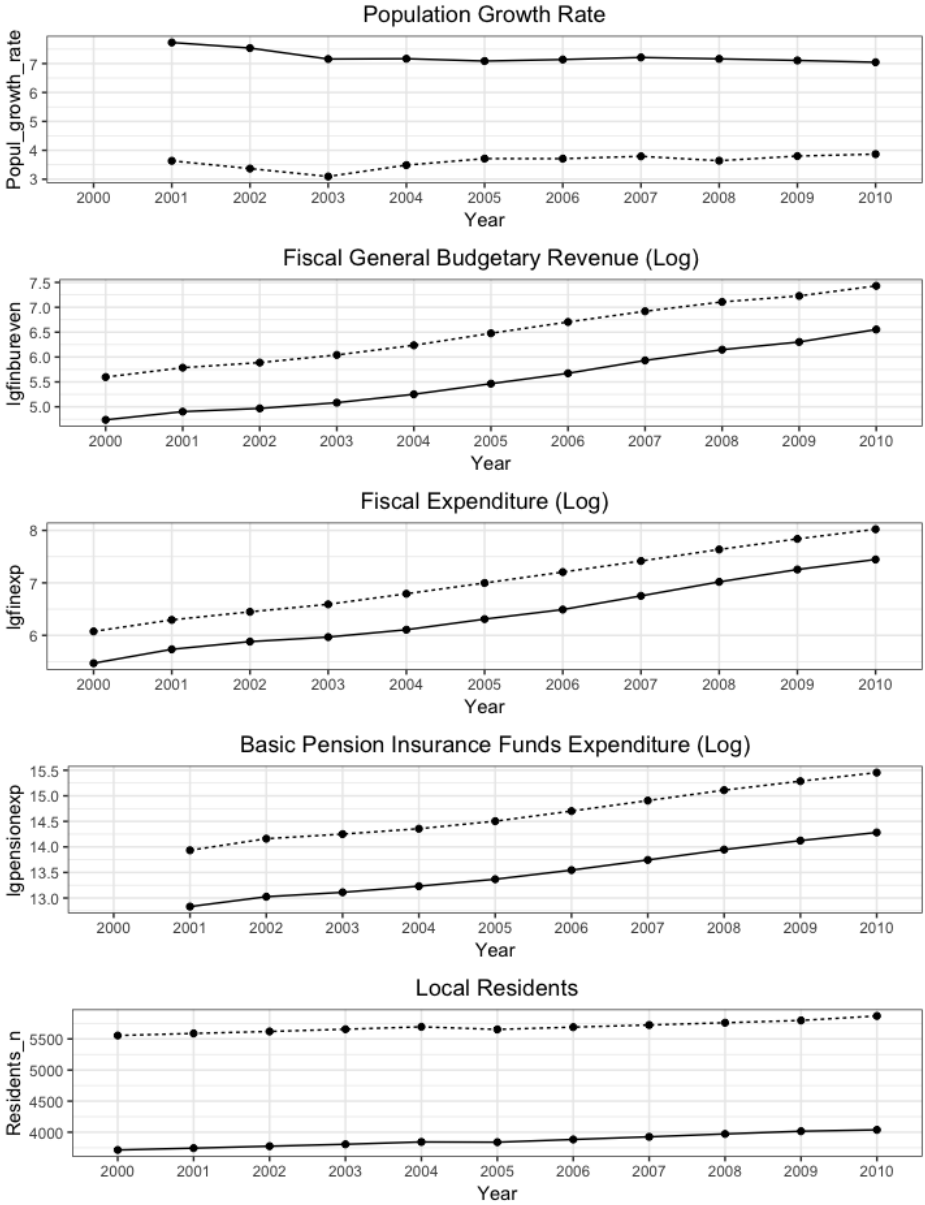 Population Growth Rate
Popul_growth_rate
7
6
5
4
3
2000 2001 2002 2003 2004 2005 2006 2007 2008 2009 2010
Year
Fiscal General Budgetary Revenue (Log)
lgfinbureven
7.5
7.0
6.5
6.0
5.5
5.0
2000 2001 2002 2003 2004 2005 2006 2007 2008 2009 2010
Year
Fiscal Expenditure (Log)
lgfinexp
8
7
6
2000 2001 2002 2003 2004 2005 2006 2007 2008 2009 2010
Year
Basic Pension Insurance Funds Expenditure (Log)
lgpensionexp
15.5
15.0
14.5
14.0
13.5
13.0
2000 2001 2002 2003 2004 2005 2006 2007 2008 2009 2010
Year
Local Residents
Residents_n
5500
5000
4500
4000
2000 2001 2002 2003 2004 2005 2006 2007 2008 2009 2010
Year